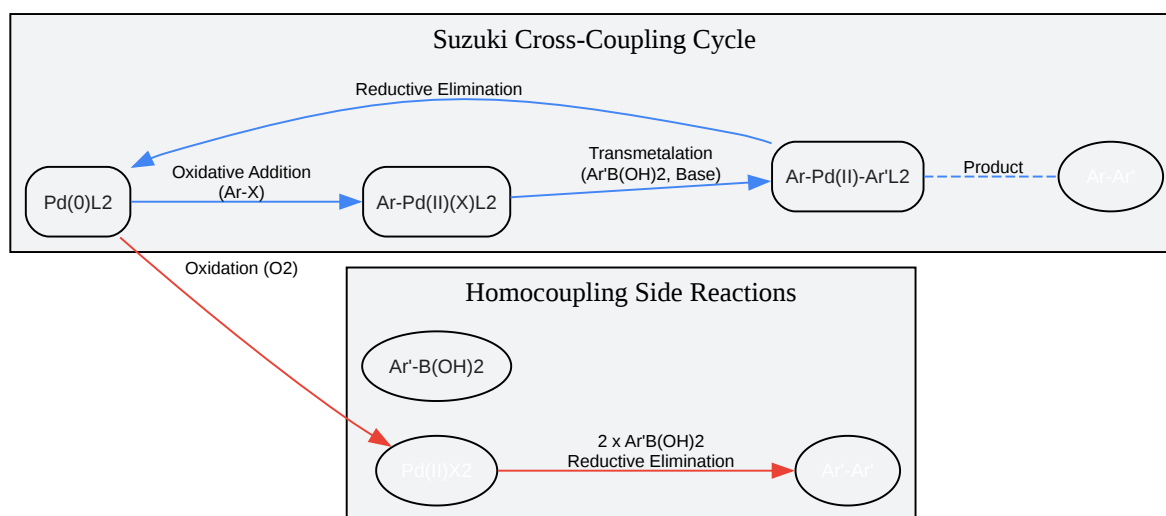 Suzuki Cross-Coupling Cycle
Reductive Elimination
Oxidative Addition
(Ar-X)
Transmetalation
(Ar'B(OH)2, Base)
Product
Pd(0)L2
Ar-Pd(II)(X)L2
Ar-Pd(II)-Ar'L2
Ar-Ar'
Oxidation (O2)
Homocoupling Side Reactions
Ar'-B(OH)2
2 x Ar'B(OH)2
Reductive Elimination
Pd(II)X2
Ar'-Ar'